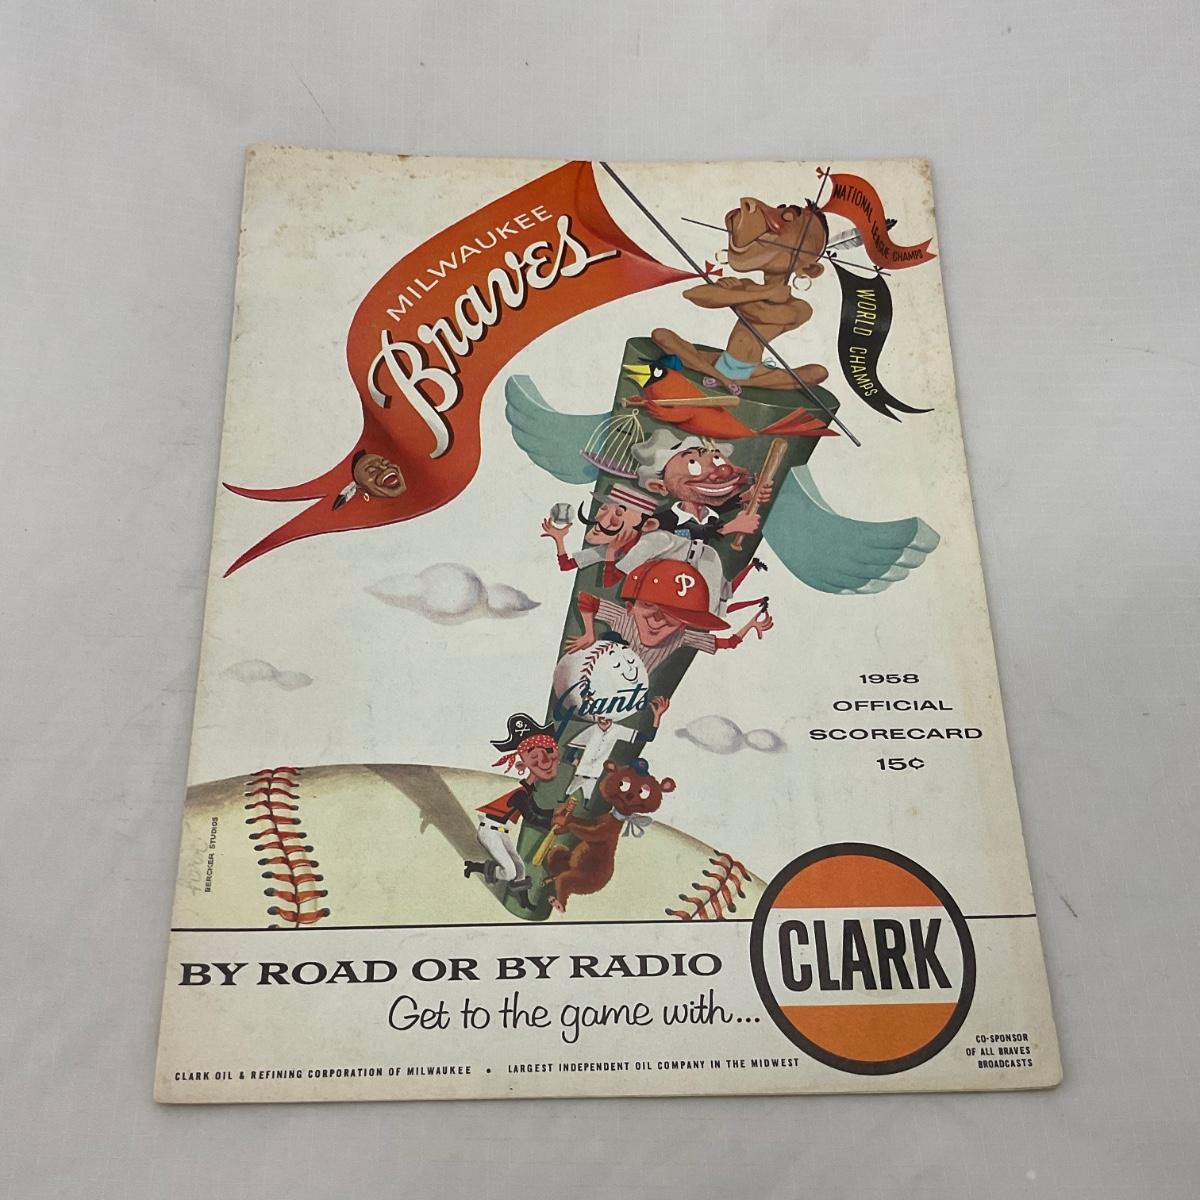 MILWAUKEE
Braves
NATIONAL LEAGUE CHAMPS
WORLD CHAMPS
P
Giants
1958
OFFICIAL
SCORECARD
15¢
BERCKER STUDIOS
BY ROAD OR BY RADIO
Get to the game with...
CLARK
CLARK OIL & REFINING CORPORATION OF MILWAUKEE • LARGEST INDEPENDENT OIL COMPANY IN THE MIDWEST
CO-SPONSOR
OF ALL BRAVES
BROADCASTS